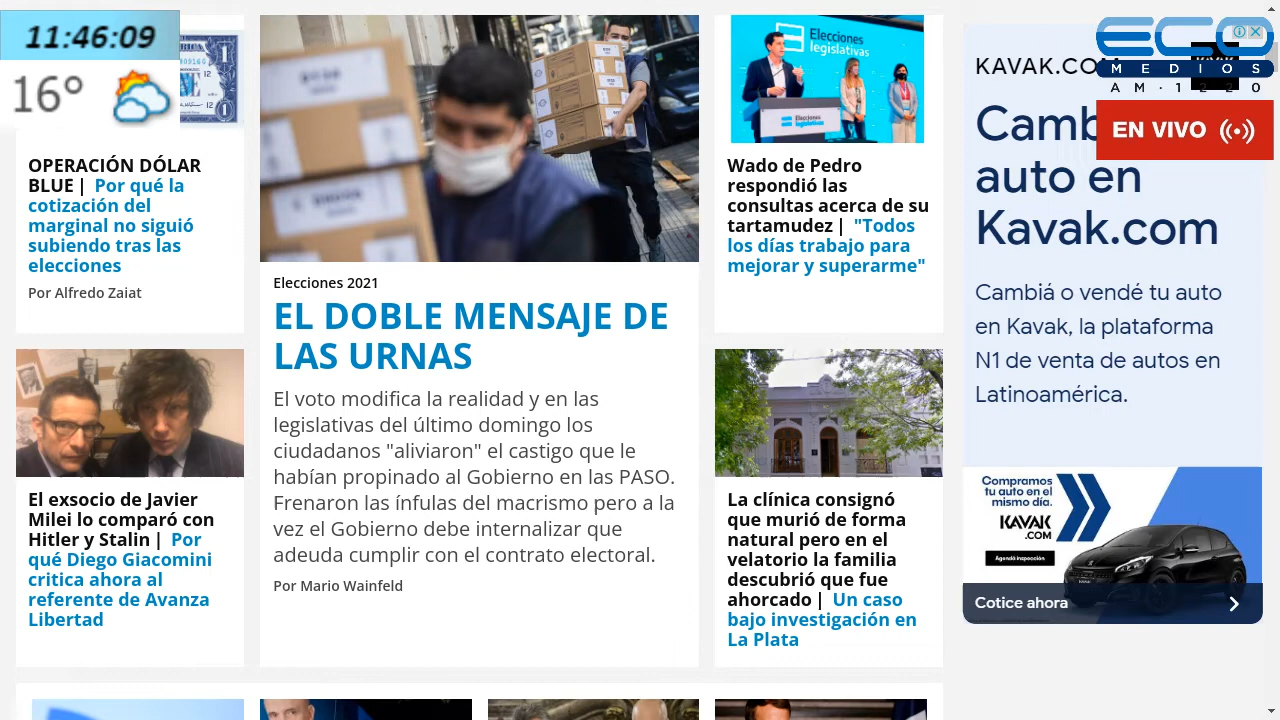 11:46:09
16°
OPERACIÓN DÓLAR
BLUE | Por qué la
cotización del
marginal no siguió
subiendo tras las
elecciones
Por Alfredo Zaiat
El exsocio de Javier
Milei lo comparó con
Hitler y Stalin | Por
qué Diego Giacomini
critica ahora al
referente de Avanza
Libertad
Elecciones 2021
EL DOBLE MENSAJE DE
LAS URNAS
El voto modifica la realidad y en las
legislativas del último domingo los
ciudadanos "aliviaron" el castigo que le
habían propinado al Gobierno en las PASO.
Frenaron las ínfulas del macrismo pero a la
vez el Gobierno debe internalizar que
adeuda cumplir con el contrato electoral.
Por Mario Wainfeld
Elecciones
legislativas
Elecciones
legislativas
Wado de Pedro
respondió las
consultas acerca de su
tartamudez | "Todos
los días trabajo para
mejorar y superarme"
La clínica consignó
que murió de forma
natural pero en el
velatorio la familia
descubrió que fue
ahorcado | Un caso
bajo investigación en
La Plata
ECO
MEDIOS
AM·1220
EN VIVO
KAVAK.COM
auto en
Kavak.com
Cambiá o vendé tu auto
en Kavak, la plataforma
N1 de venta de autos en
Latinoamérica.
Compramos
tu auto en el
mismo día.
KAVAK
.COM
Agendá inspección
Cotice ahora